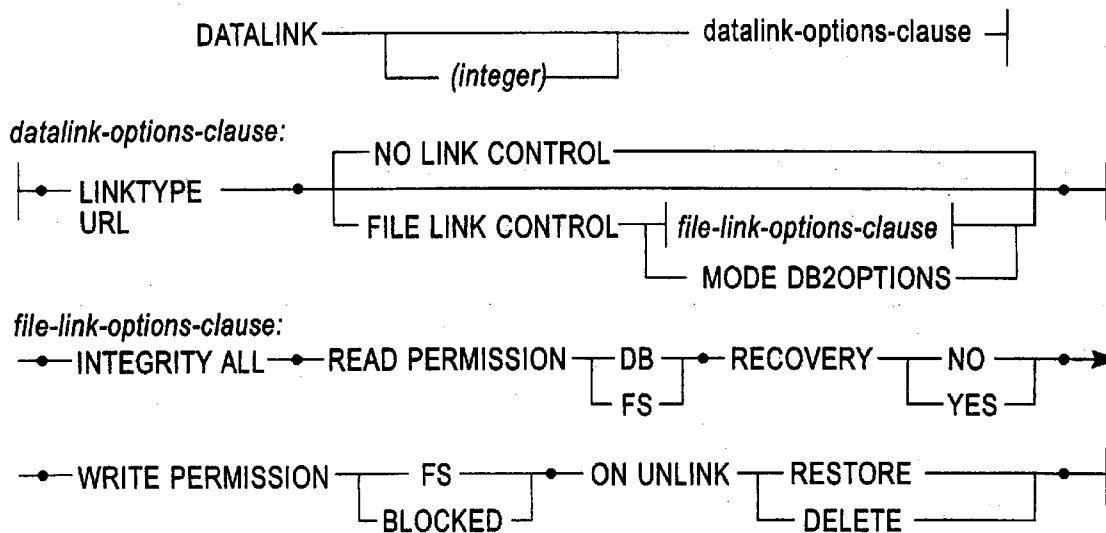 DATALINK datalink-options-clause
(integer)
datalink-options-clause:
NO LINK CONTROL
LINKTYPE
URL
FILE LINK CONTROL file-link-options-clause
MODE DB2OPTIONS
file-link-options-clause:
INTEGRITY ALL READ PERMISSION DB RECOVERY NO
FS YES
WRITE PERMISSION FS ON UNLINK RESTORE
BLOCKED DELETE